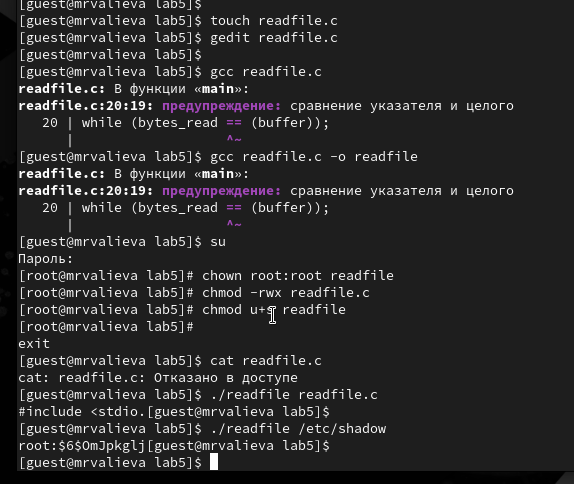 [guest@mrvalieva lab5]$
[guest@mrvalieva lab5]$ touch readfile.c
[guest@mrvalieva lab5]$ gedit readfile.c
[guest@mrvalieva lab5]$
[guest@mrvalieva lab5]$ gcc readfile.c
readfile.c: В функции «main»:
readfile.c:20:19: предупреждение: сравнение указателя и целого
   20 | while (bytes_read == (buffer));
      |                   ^~
[guest@mrvalieva lab5]$ gcc readfile.c -o readfile
readfile.c: В функции «main»:
readfile.c:20:19: предупреждение: сравнение указателя и целого
   20 | while (bytes_read == (buffer));
      |                   ^~
[guest@mrvalieva lab5]$ su
Пароль:
[root@mrvalieva lab5]# chown root:root readfile
[root@mrvalieva lab5]# chmod -rwx readfile.c
[root@mrvalieva lab5]# chmod u+s readfile
[root@mrvalieva lab5]#
exit
[guest@mrvalieva lab5]$ cat readfile.c
cat: readfile.c: Отказано в доступе
[guest@mrvalieva lab5]$ ./readfile readfile.c
#include <stdio.[guest@mrvalieva lab5]$
[guest@mrvalieva lab5]$ ./readfile /etc/shadow
root:$6$OmJpkglj[guest@mrvalieva lab5]$
[guest@mrvalieva lab5]$